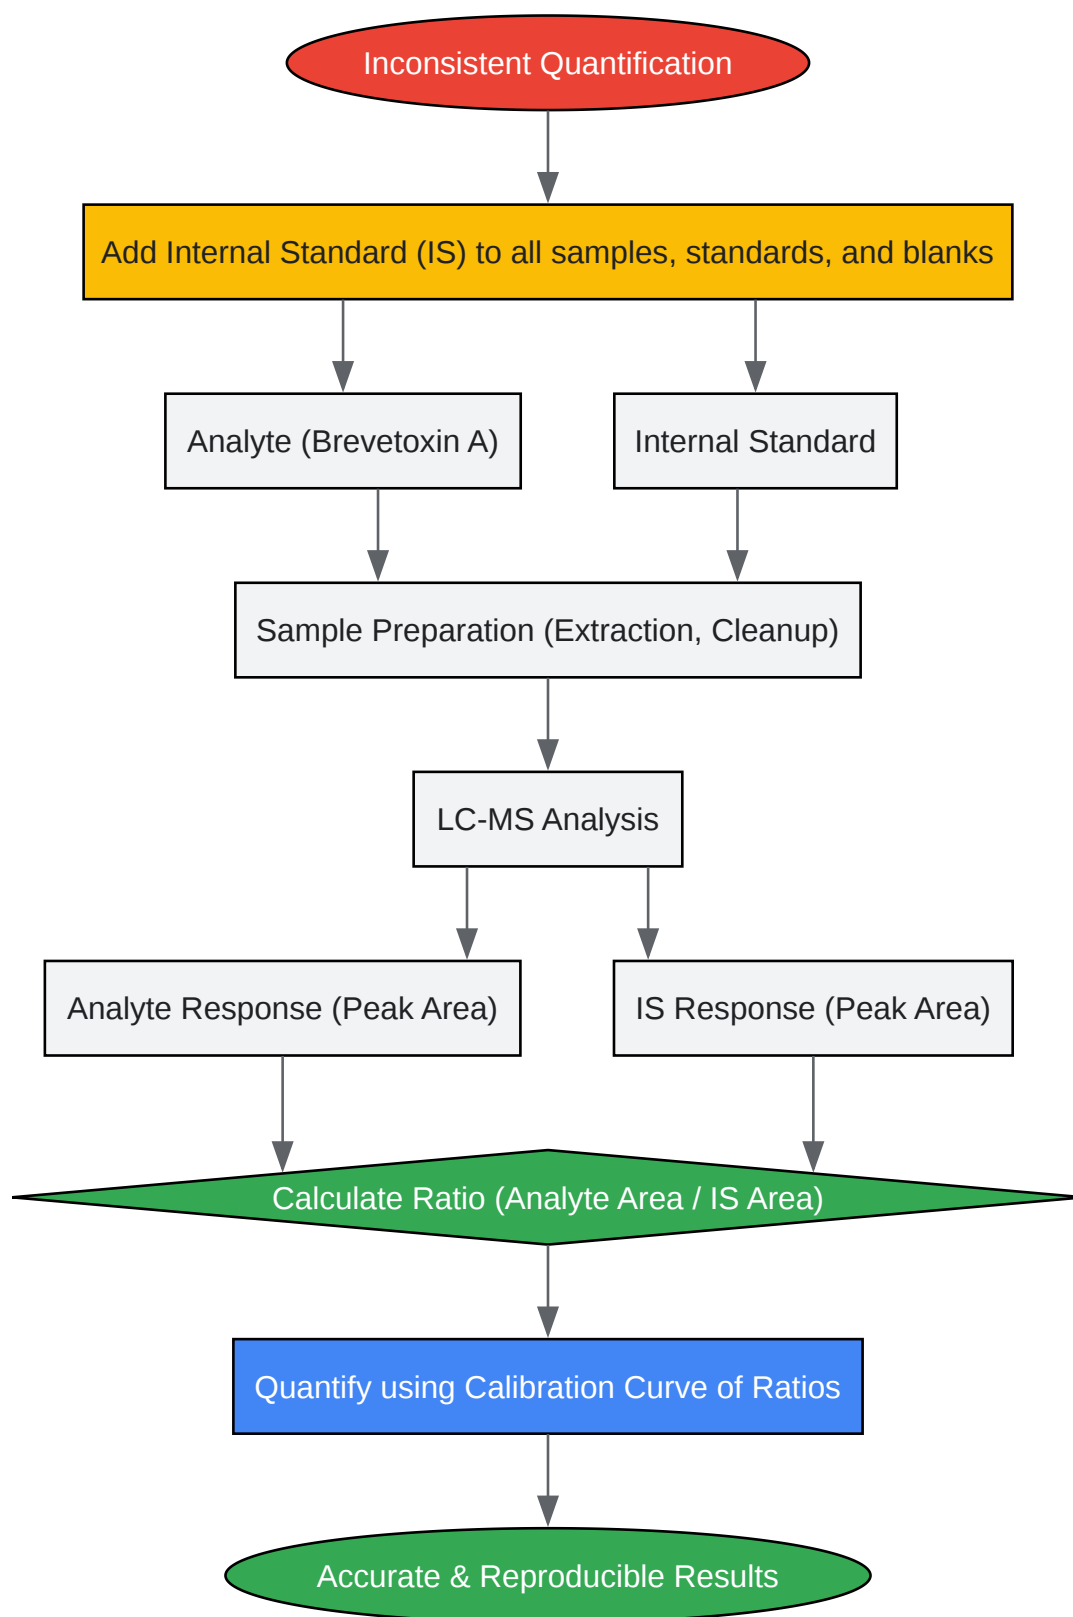 Inconsistent Quantification
Add Internal Standard (IS) to all samples, standards, and blanks
Analyte (Brevetoxin A)
Internal Standard
Sample Preparation (Extraction, Cleanup)
LC-MS Analysis
Analyte Response (Peak Area)
IS Response (Peak Area)
Calculate Ratio (Analyte Area / IS Area)
Quantify using Calibration Curve of Ratios
Accurate & Reproducible Results